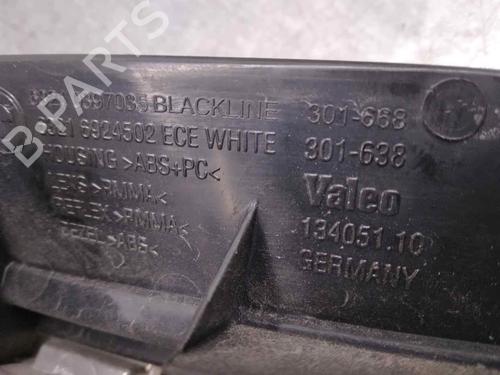 B-PARTS
BLACKLINE 301-668
6924502 ECE WHITE 301-638
HOUSING >ABS+PC<
LENS >PMMA< Valeo
REFLEX >PMMA< 134051.10
BEZEL >ABS< GERMANY